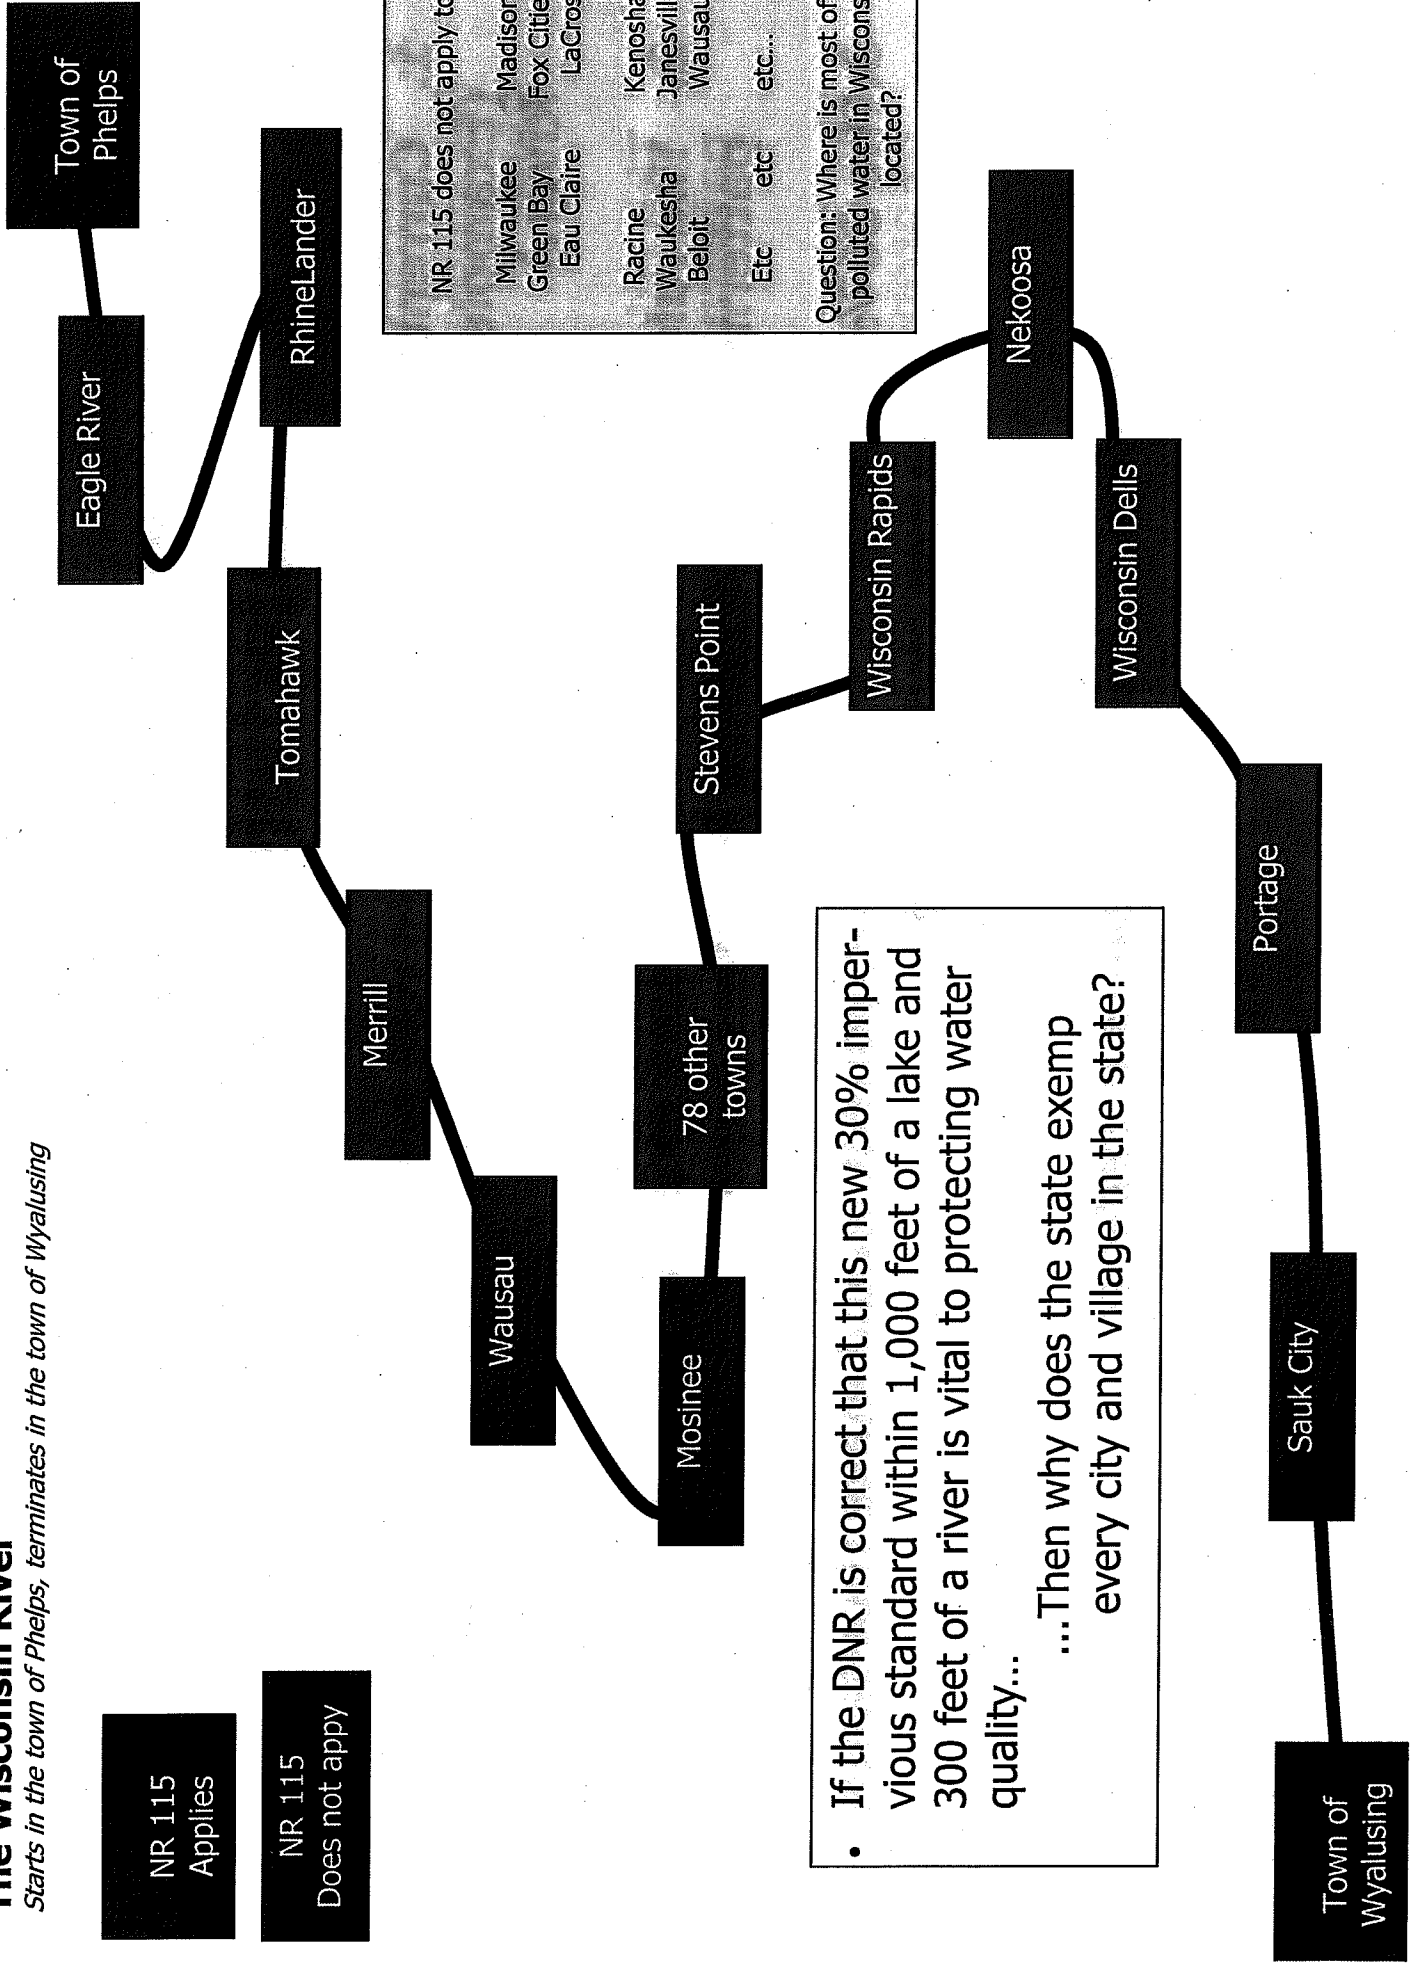 The Wisconsin River
Starts in the town of Phelps, terminates in the town of Wyalusing
NR 115
Applies
NR 115
Does not appy
Town of
Phelps
Eagle River
RhineLander
Tomahawk
Merrill
Wausau
Mosinee
78 other
towns
Stevens Point
Wisconsin Rapids
Nekoosa
Wisconsin Dells
Portage
Sauk City
Town of
Wyalusing
NR 115 does not apply to
Milwaukee Madison
Green Bay Fox Citie
Eau Claire LaCros
Racine Kenosha
Waukesha Janesvill
Beloit Wausau
Etc etc etc...
Question: Where is most of
polluted water in Wiscons
located?
• If the DNR is correct that this new 30% imper-
vious standard within 1,000 feet of a lake and
300 feet of a river is vital to protecting water
quality...
...Then why does the state exemp
every city and village in the state?